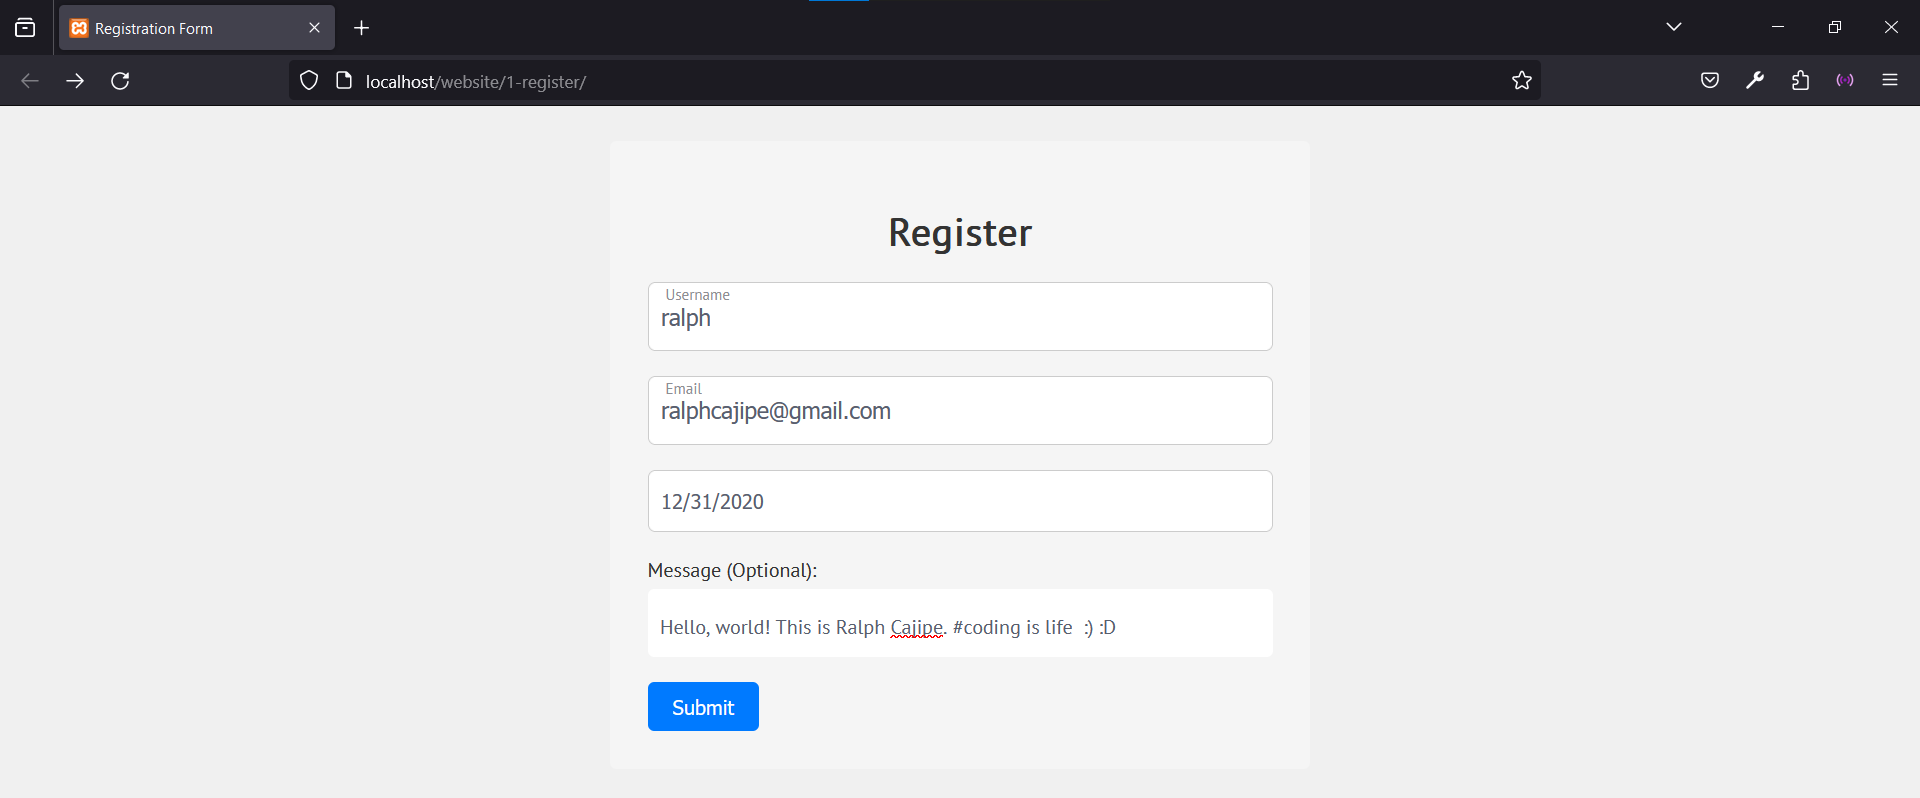 Registration Form
localhost/website/1-register/
Register
Username
ralph
Email
ralphcajipe@gmail.com
12/31/2020
Message (Optional):
Hello, world! This is Ralph Cajipe. #coding is life  :) :D
Submit